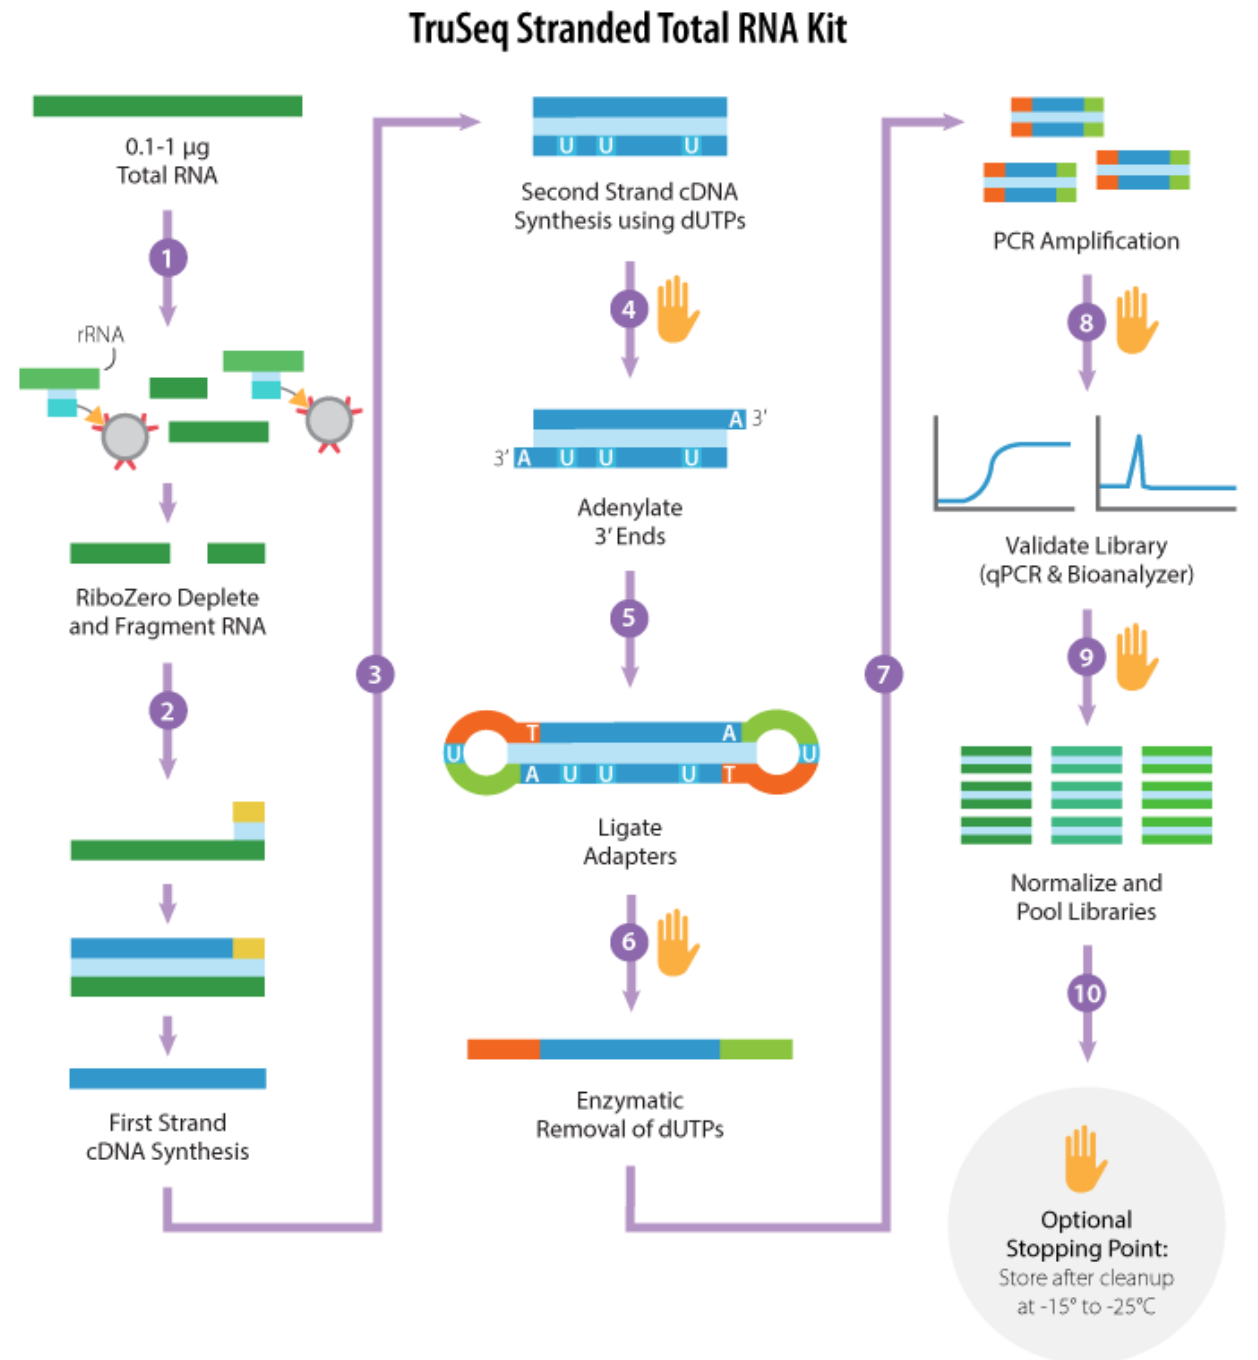 TruSeq Stranded Total RNA Kit
0.1-1 μg
Total RNA
1
rRNA
RiboZero Deplete
and Fragment RNA
2
First Strand
cDNA Synthesis
3
U U U
Second Strand cDNA
Synthesis using dUTPs
4
A 3′
3′ A U U U
Adenylate
3′ Ends
5
T A
U U
A U U U T
Ligate
Adapters
6
Enzymatic
Removal of dUTPs
7
PCR Amplification
8
Validate Library
(qPCR & Bioanalyzer)
9
Normalize and
Pool Libraries
10
Optional
Stopping Point:
Store after cleanup
at -15° to -25°C